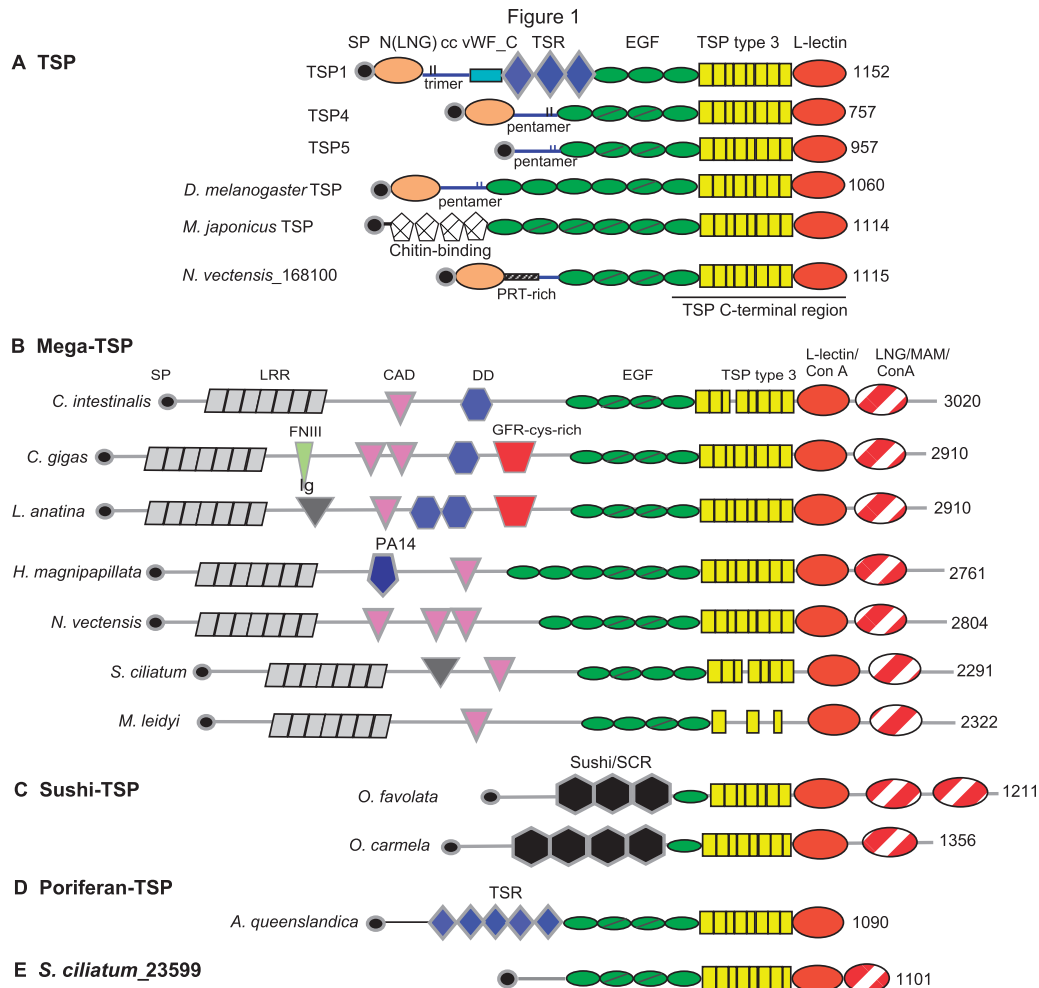 Figure 1
SP N(LNG) cc vWF_C TSR EGF TSP type 3 L-lectin
A TSP
TSP1 trimer 1152
TSP4 pentamer 757
TSP5 pentamer 957
D. melanogaster TSP pentamer 1060
M. japonicus TSP 1114
Chitin-binding
N. vectensis_168100 1115
PRT-rich
TSP C-terminal region
B Mega-TSP
L-lectin/ LNG/MAM/
Con A ConA
SP LRR CAD DD EGF TSP type 3
C. intestinalis 3020
FNIII GFR-cys-rich
C. gigas 2910
Ig
L. anatina 2910
PA14
H. magnipapillata 2761
N. vectensis 2804
S. ciliatum 2291
M. leidyi 2322
Sushi/SCR
C Sushi-TSP
O. favolata 1211
O. carmela 1356
D Poriferan-TSP
TSR
A. queenslandica 1090
E S. ciliatum_23599 1101